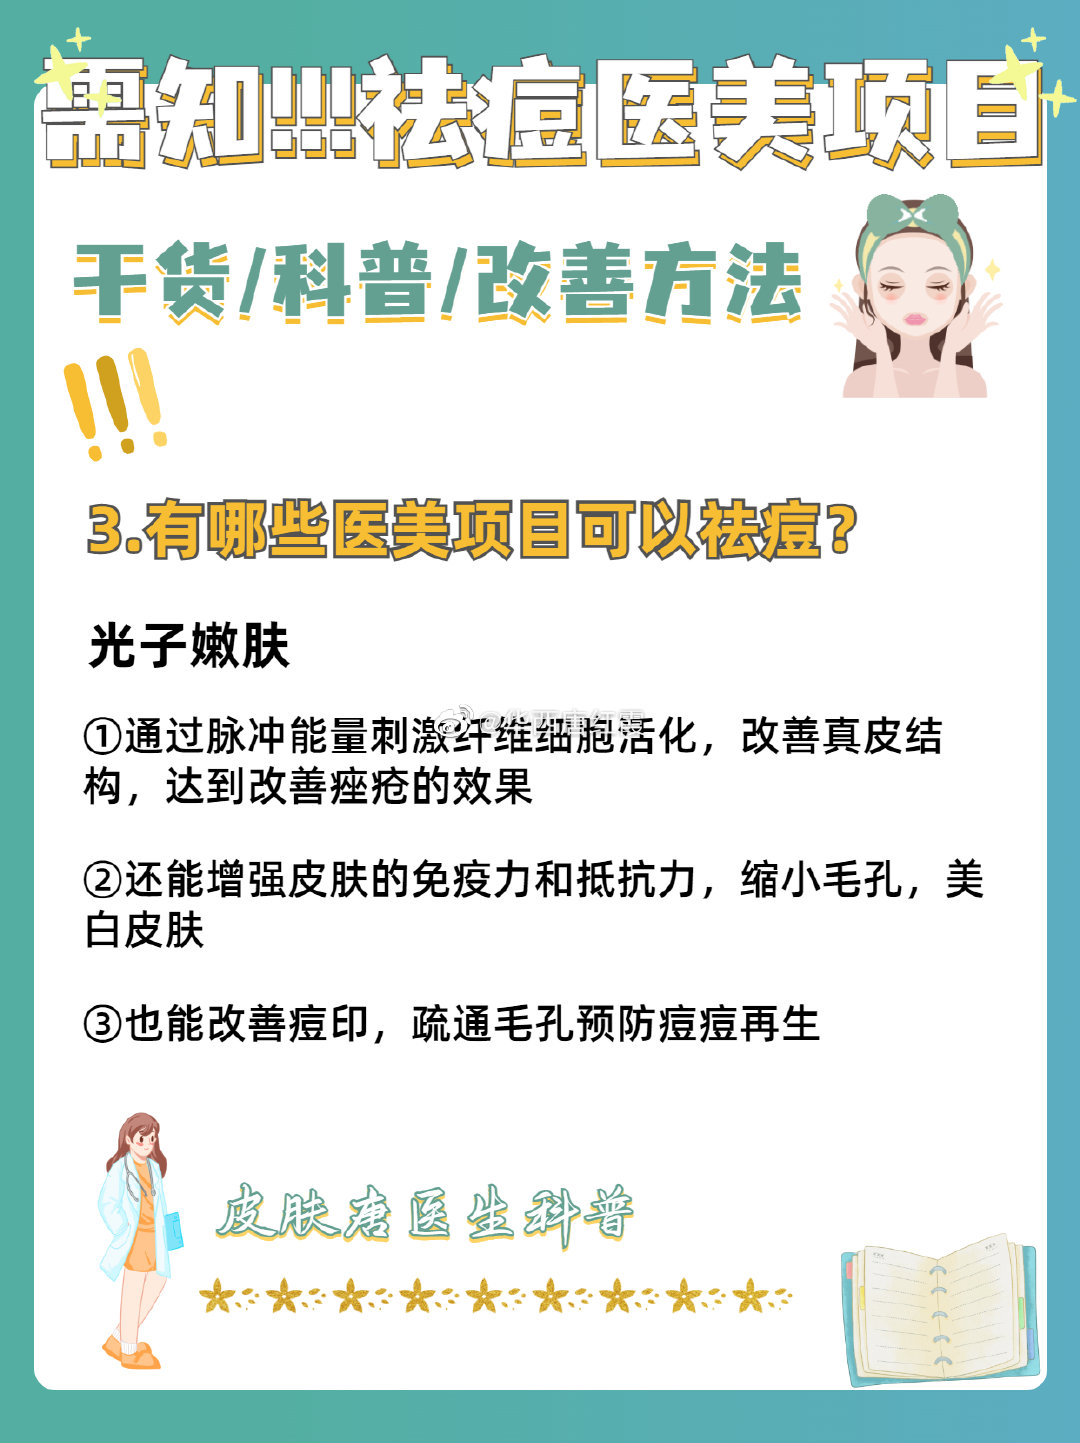 需知!!!祛痘医美项目
干货/科普/改善方法
3.有哪些医美项目可以祛痘？
光子嫩肤
@华西唐红霞
①通过脉冲能量刺激纤维细胞活化，改善真皮结
构，达到改善痤疮的效果
②还能增强皮肤的免疫力和抵抗力，缩小毛孔，美
白皮肤
③也能改善痘印，疏通毛孔预防痘痘再生
皮肤唐医生科普